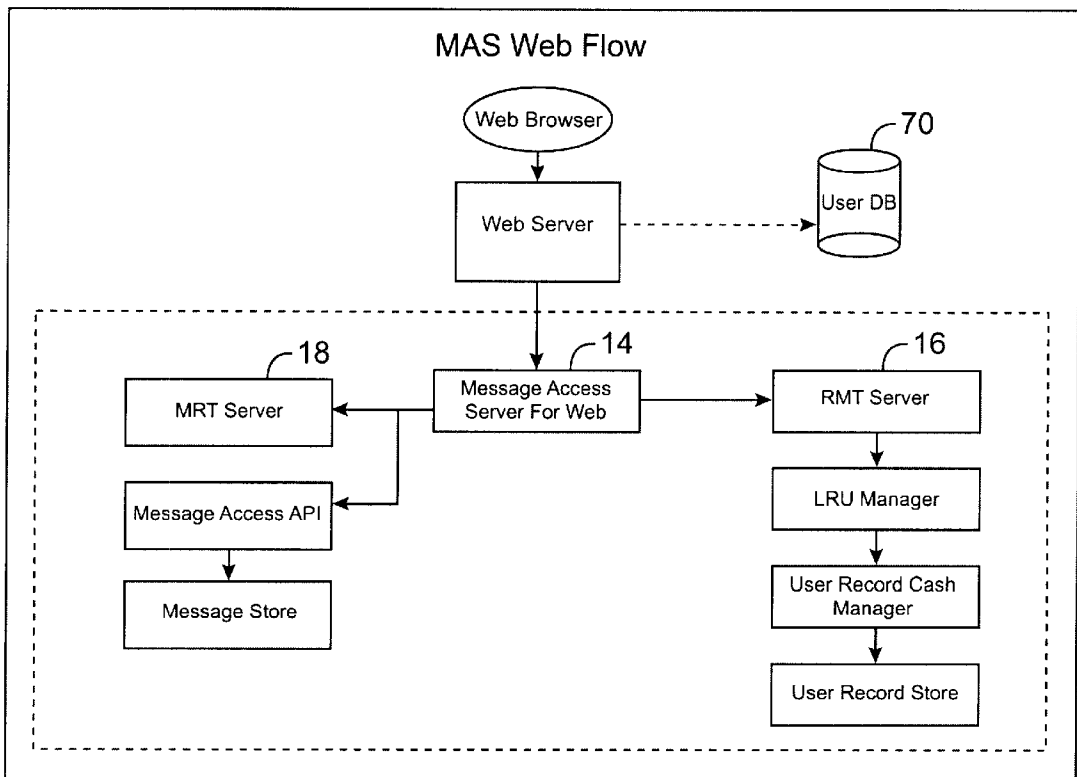 MAS Web Flow
Web Browser
70
User DB
Web Server
18
14
16
MRT Server
Message Access
Server For Web
RMT Server
Message Access API
LRU Manager
Message Store
User Record Cash
Manager
User Record Store